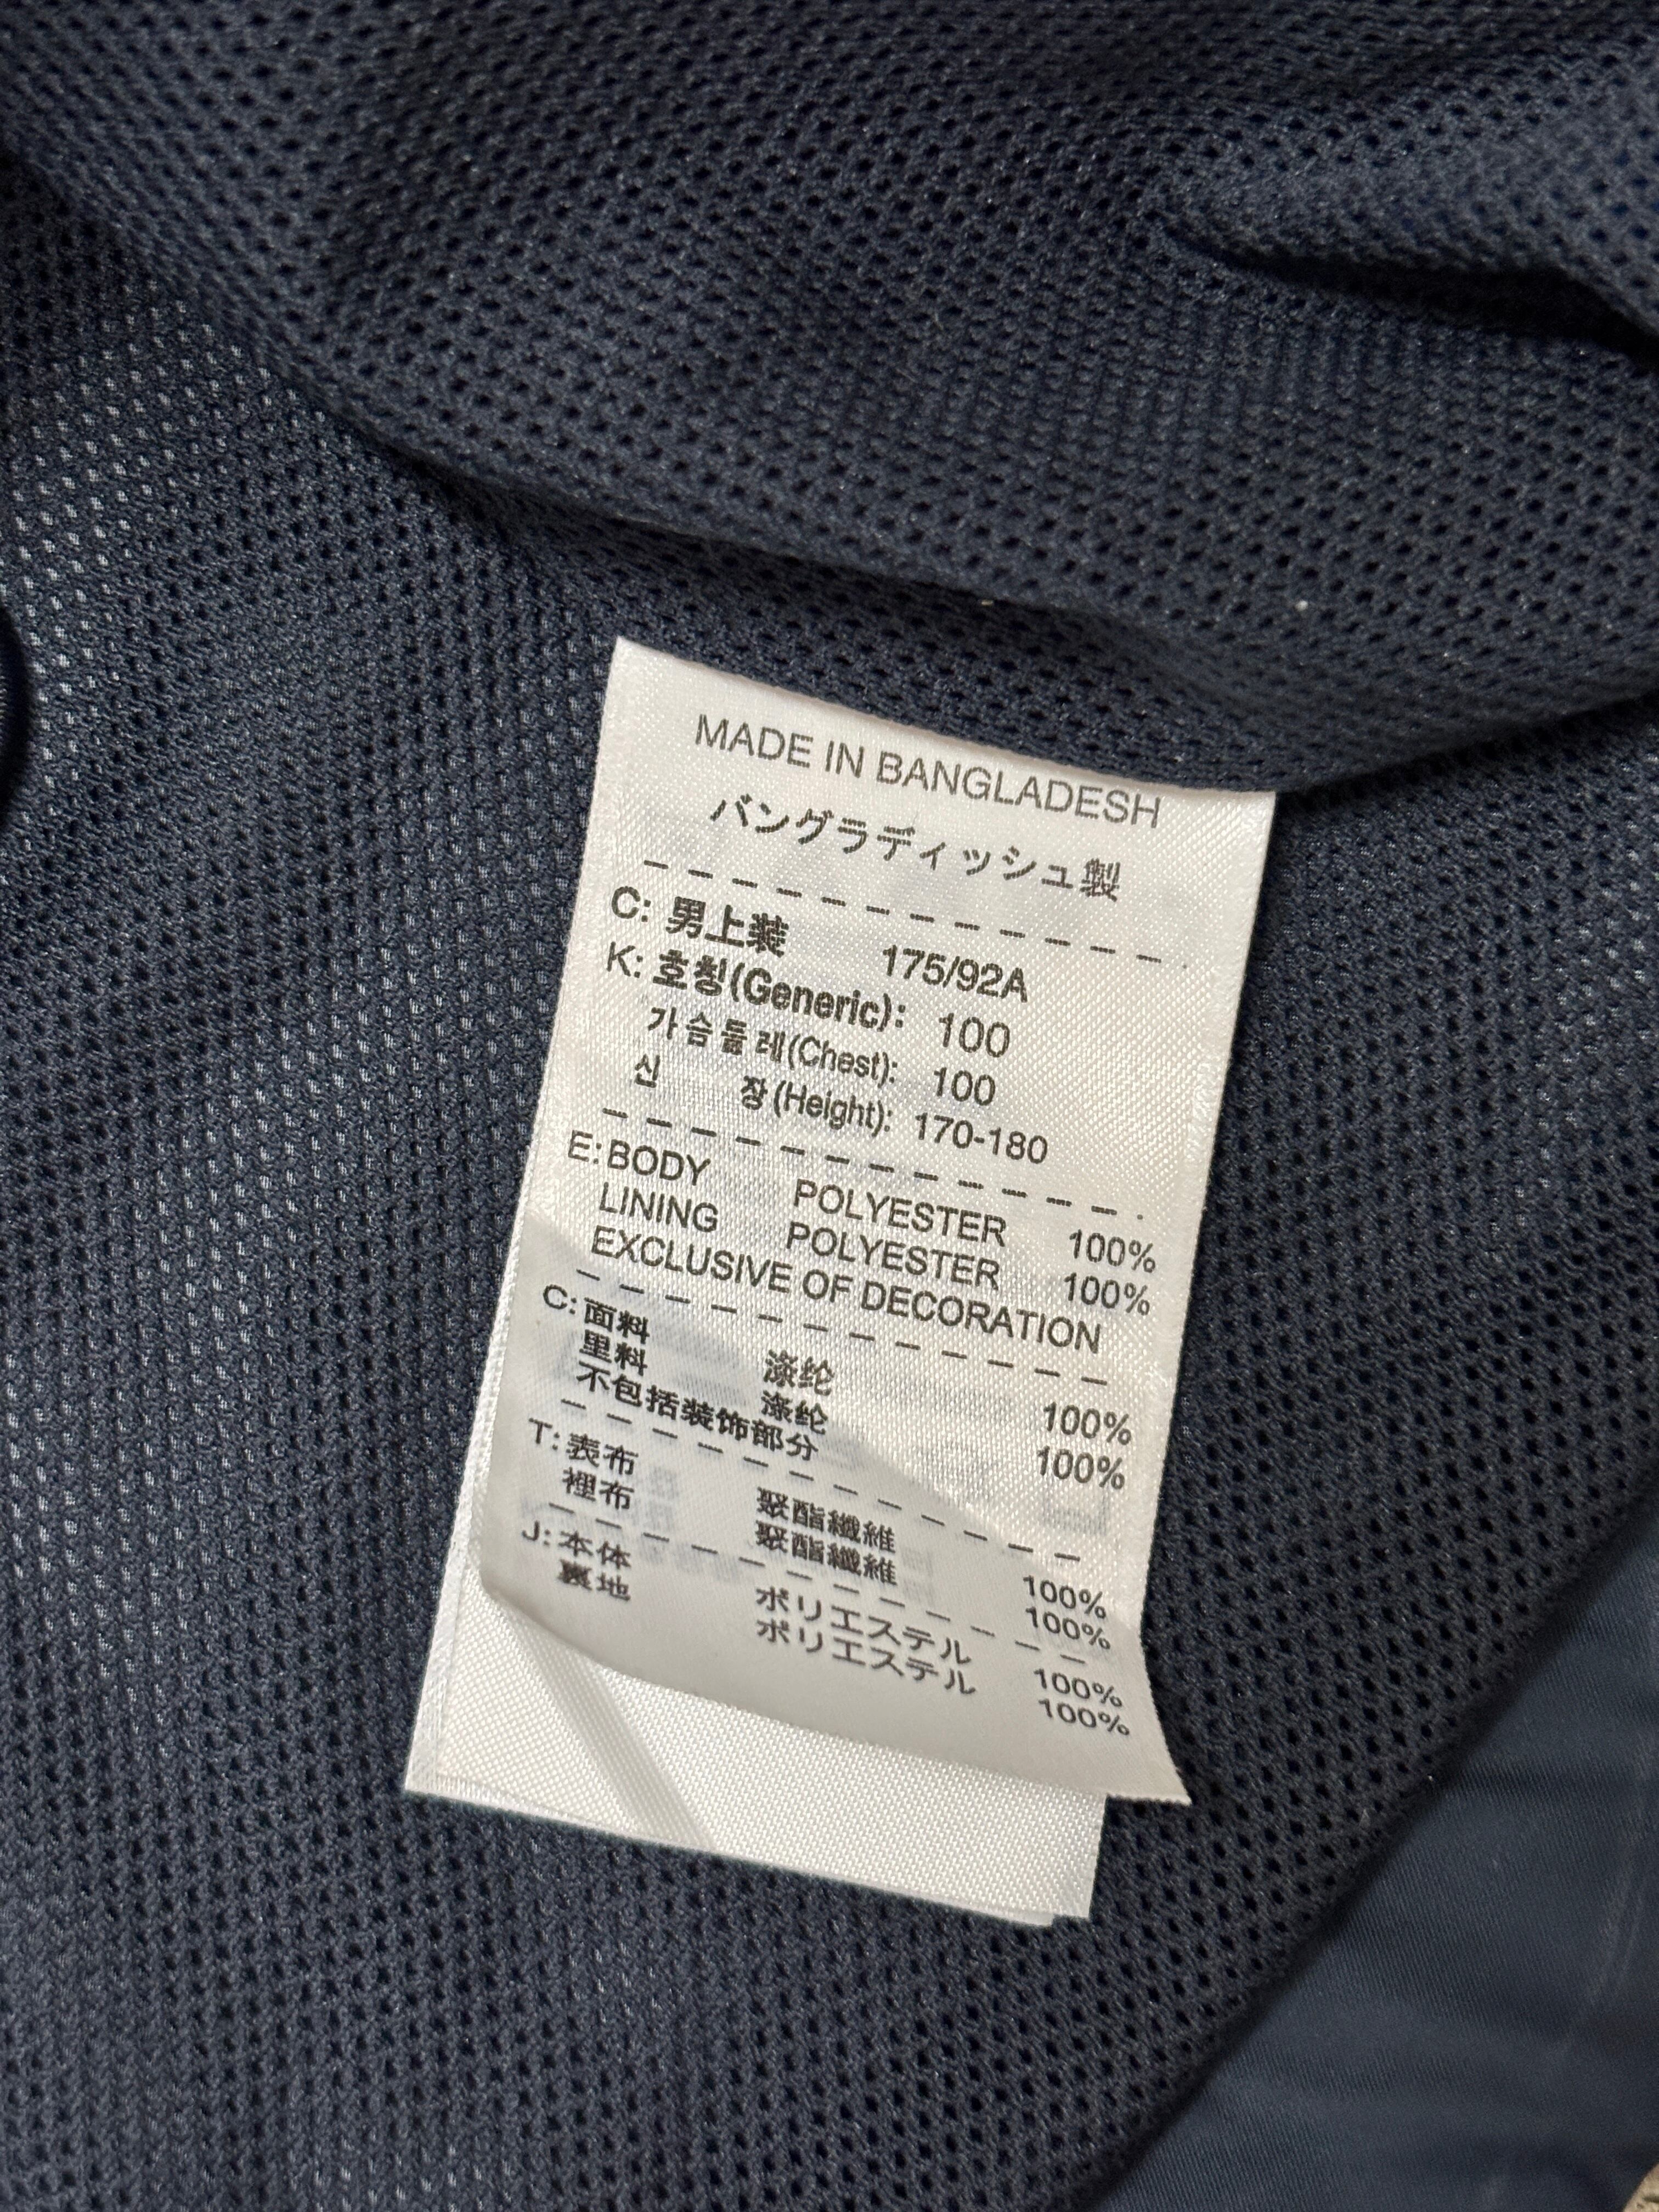 MADE IN BANGLADESH
バングラディッシュ製
C: 男上装 175/92A
K: 호칭(Generic): 100
가슴둘레(Chest): 100
신 장(Height): 170-180
E: BODY POLYESTER 100%
LINING POLYESTER 100%
EXCLUSIVE OF DECORATION
C: 面料 涤纶 100%
里料 涤纶 100%
不包括装饰部分
T: 表布 聚酯纖維 100%
裡布 聚酯纖維 100%
J: 本体 ポリエステル 100%
裏地 ポリエステル 100%